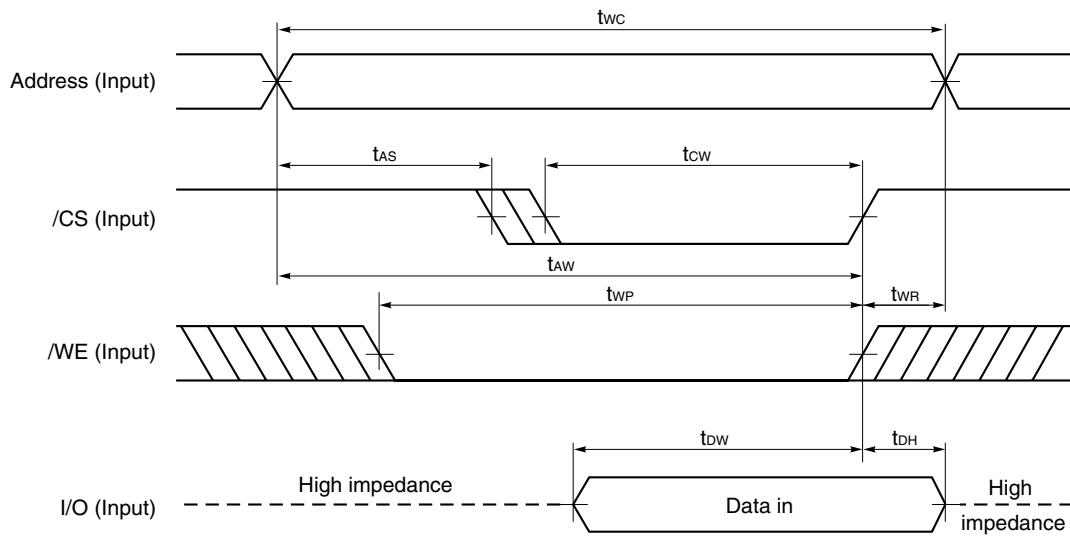 tWC
Address (Input)
tAS
tCW
/CS (Input)
tAW
tWP
tWR
/WE (Input)
tDW
tDH
High impedance
Data in
High
impedance
I/O (Input)